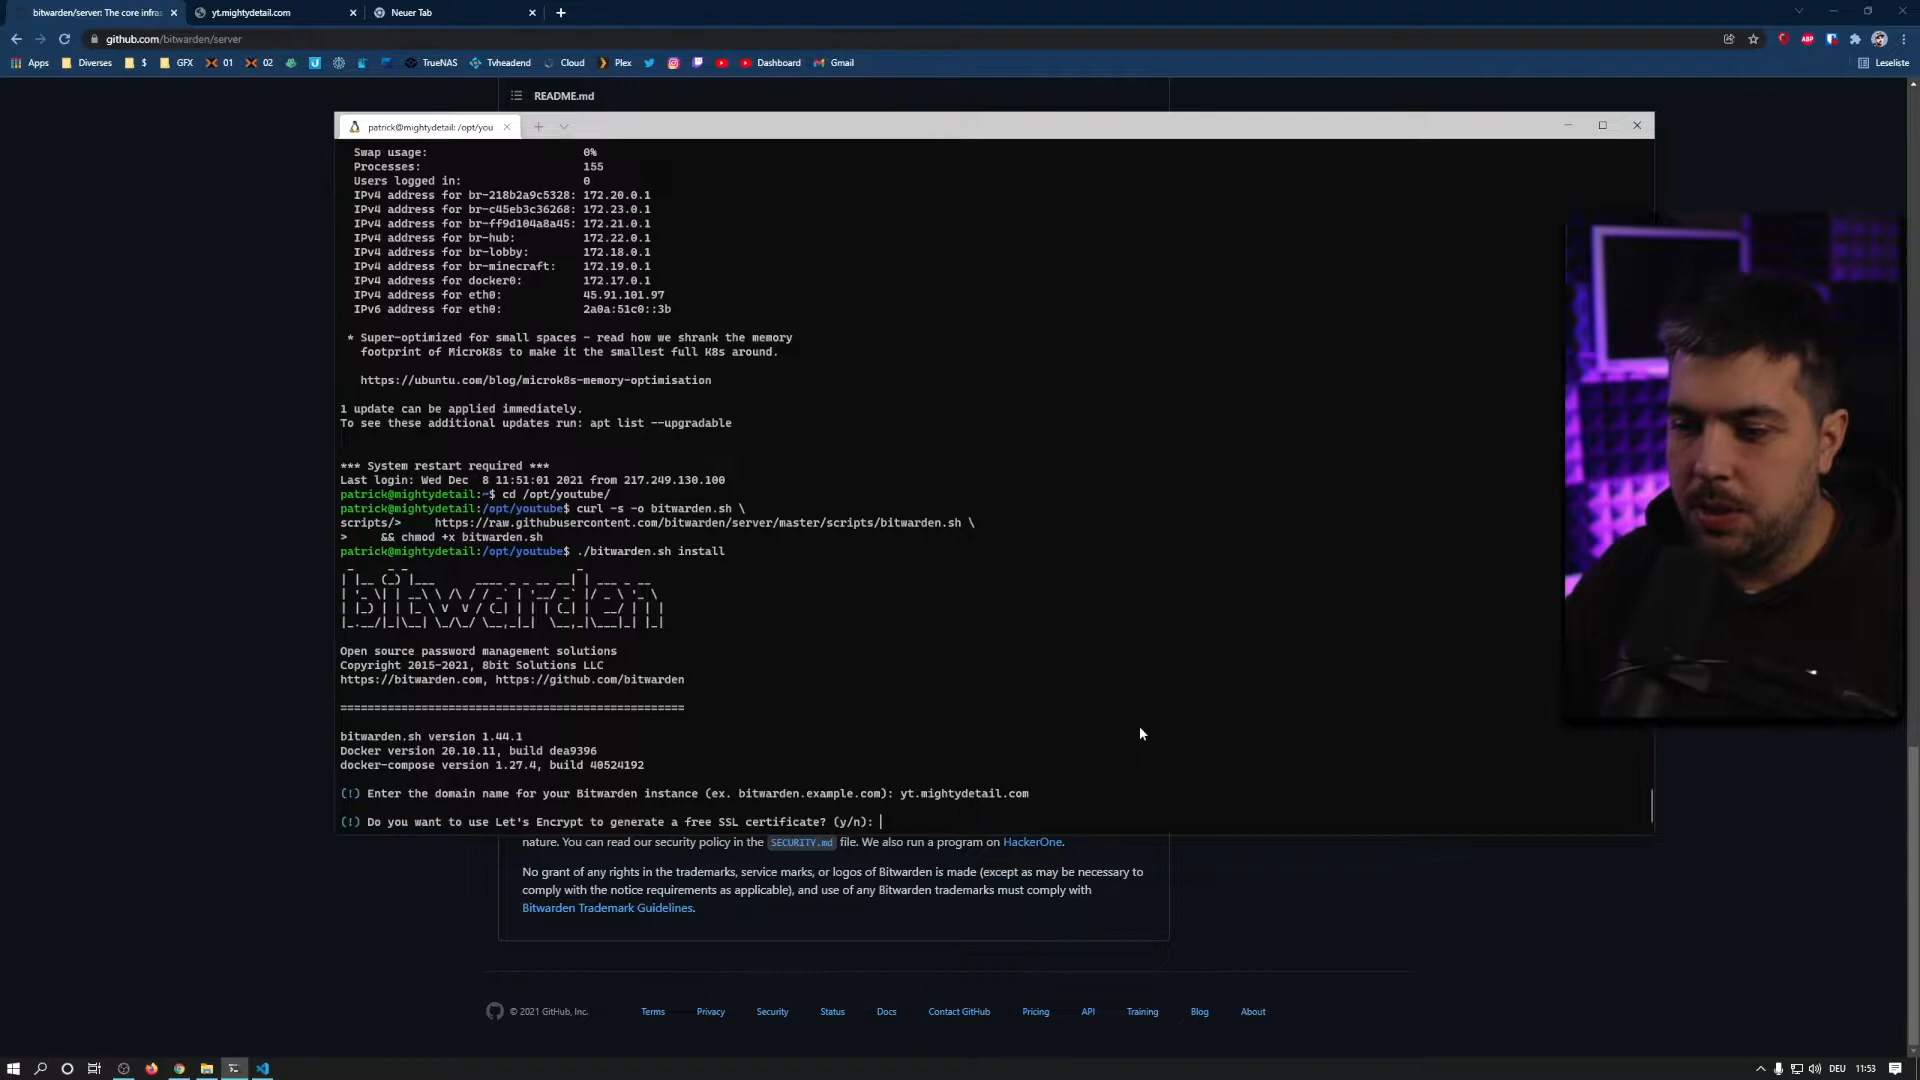 bitwarden/server: The core infras
yt.mightydetail.com
Neuer Tab
github.com/bitwarden/server
Apps
Diverses
$
GFX
01
02
TrueNAS
Tvheadend
Cloud
Plex
Dashboard
Gmail
Leseliste
README.md
patrick@mightydetail: /opt/you
Swap usage: 0%
Processes: 155
Users logged in: 0
IPv4 address for br-218b2a9c5328: 172.20.0.1
IPv4 address for br-c45eb3c36268: 172.23.0.1
IPv4 address for br-ff9d104a8a45: 172.21.0.1
IPv4 address for br-hub: 172.22.0.1
IPv4 address for br-lobby: 172.18.0.1
IPv4 address for br-minecraft: 172.19.0.1
IPv4 address for docker0: 172.17.0.1
IPv4 address for eth0: 45.91.101.97
IPv6 address for eth0: 2a0a:51c0::3b
* Super-optimized for small spaces - read how we shrank the memory
footprint of MicroK8s to make it the smallest full K8s around.
https://ubuntu.com/blog/microk8s-memory-optimisation
1 update can be applied immediately.
To see these additional updates run: apt list --upgradable
*** System restart required ***
Last login: Wed Dec  8 11:51:01 2021 from 217.249.130.100
patrick@mightydetail:~$ cd /opt/youtube/
patrick@mightydetail:/opt/youtube$ curl -s -o bitwarden.sh \
scripts/>     https://raw.githubusercontent.com/bitwarden/server/master/scripts/bitwarden.sh \
>     && chmod +x bitwarden.sh
patrick@mightydetail:/opt/youtube$ ./bitwarden.sh install
bitwarden
Open source password management solutions
Copyright 2015-2021, 8bit Solutions LLC
https://bitwarden.com, https://github.com/bitwarden
===================================================
bitwarden.sh version 1.44.1
Docker version 20.10.11, build dea9396
docker-compose version 1.27.4, build 40524192
(!) Enter the domain name for your Bitwarden instance (ex. bitwarden.example.com): yt.mightydetail.com
(!) Do you want to use Let's Encrypt to generate a free SSL certificate? (y/n):
nature. You can read our security policy in the SECURITY.md file. We also run a program on HackerOne.
No grant of any rights in the trademarks, service marks, or logos of Bitwarden is made (except as may be necessary to
comply with the notice requirements as applicable), and use of any Bitwarden trademarks must comply with
Bitwarden Trademark Guidelines.
© 2021 GitHub, Inc.
Terms
Privacy
Security
Status
Docs
Contact GitHub
Pricing
API
Training
Blog
About
DEU
11:53